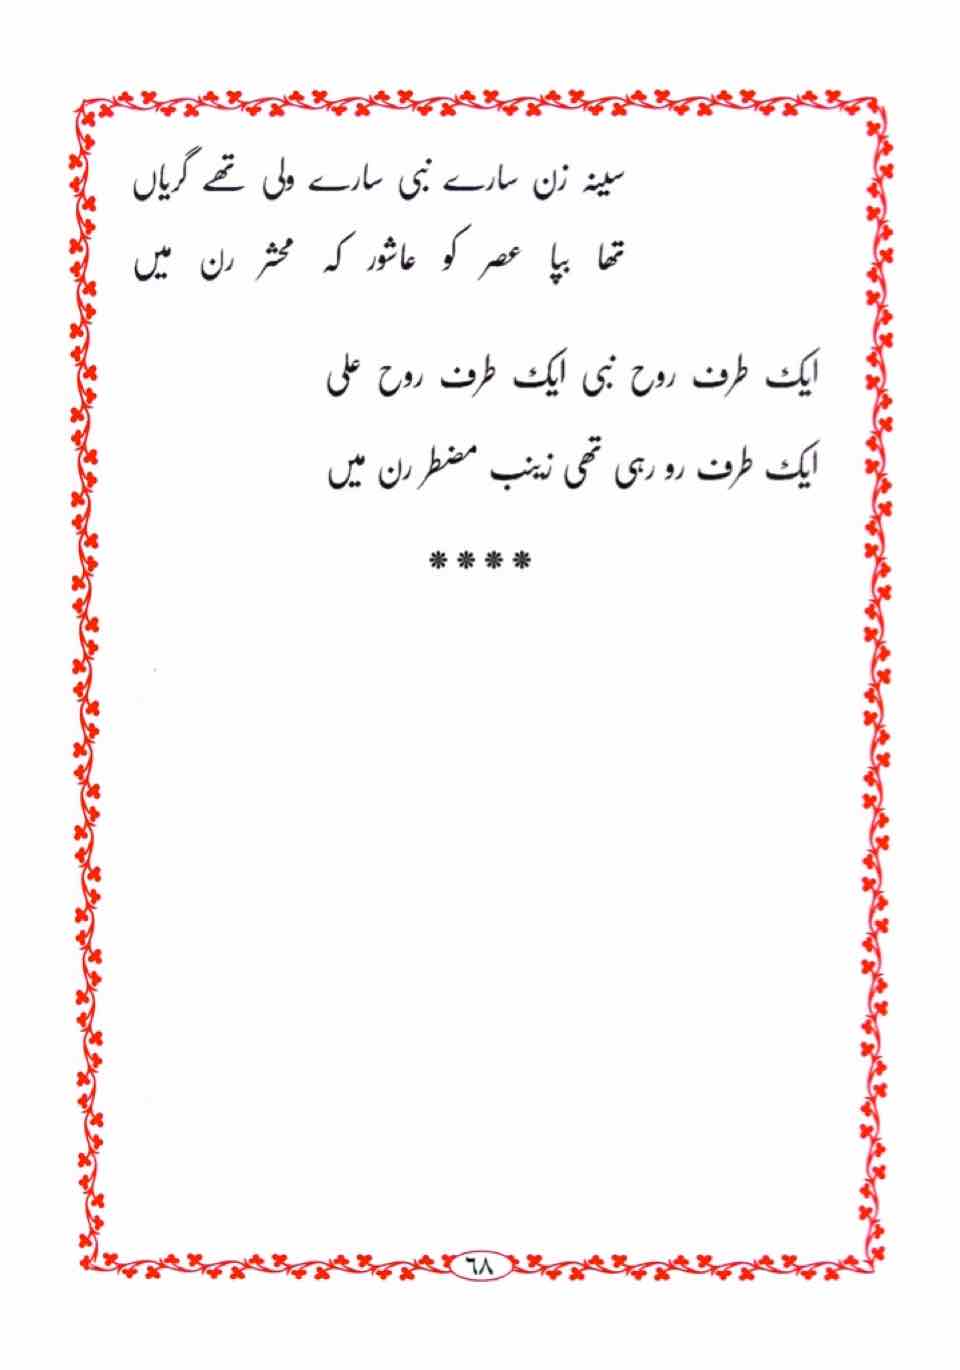 سینہ زن سارے نبی سارے ولی تھے گریاں
تھا بپا عصر کو عاشور کہ محشر رن میں
ایک طرف روح نبی ایک طرف روح علی
ایک طرف رو رہی تھی زینب مضطر رن میں
****
٦٨